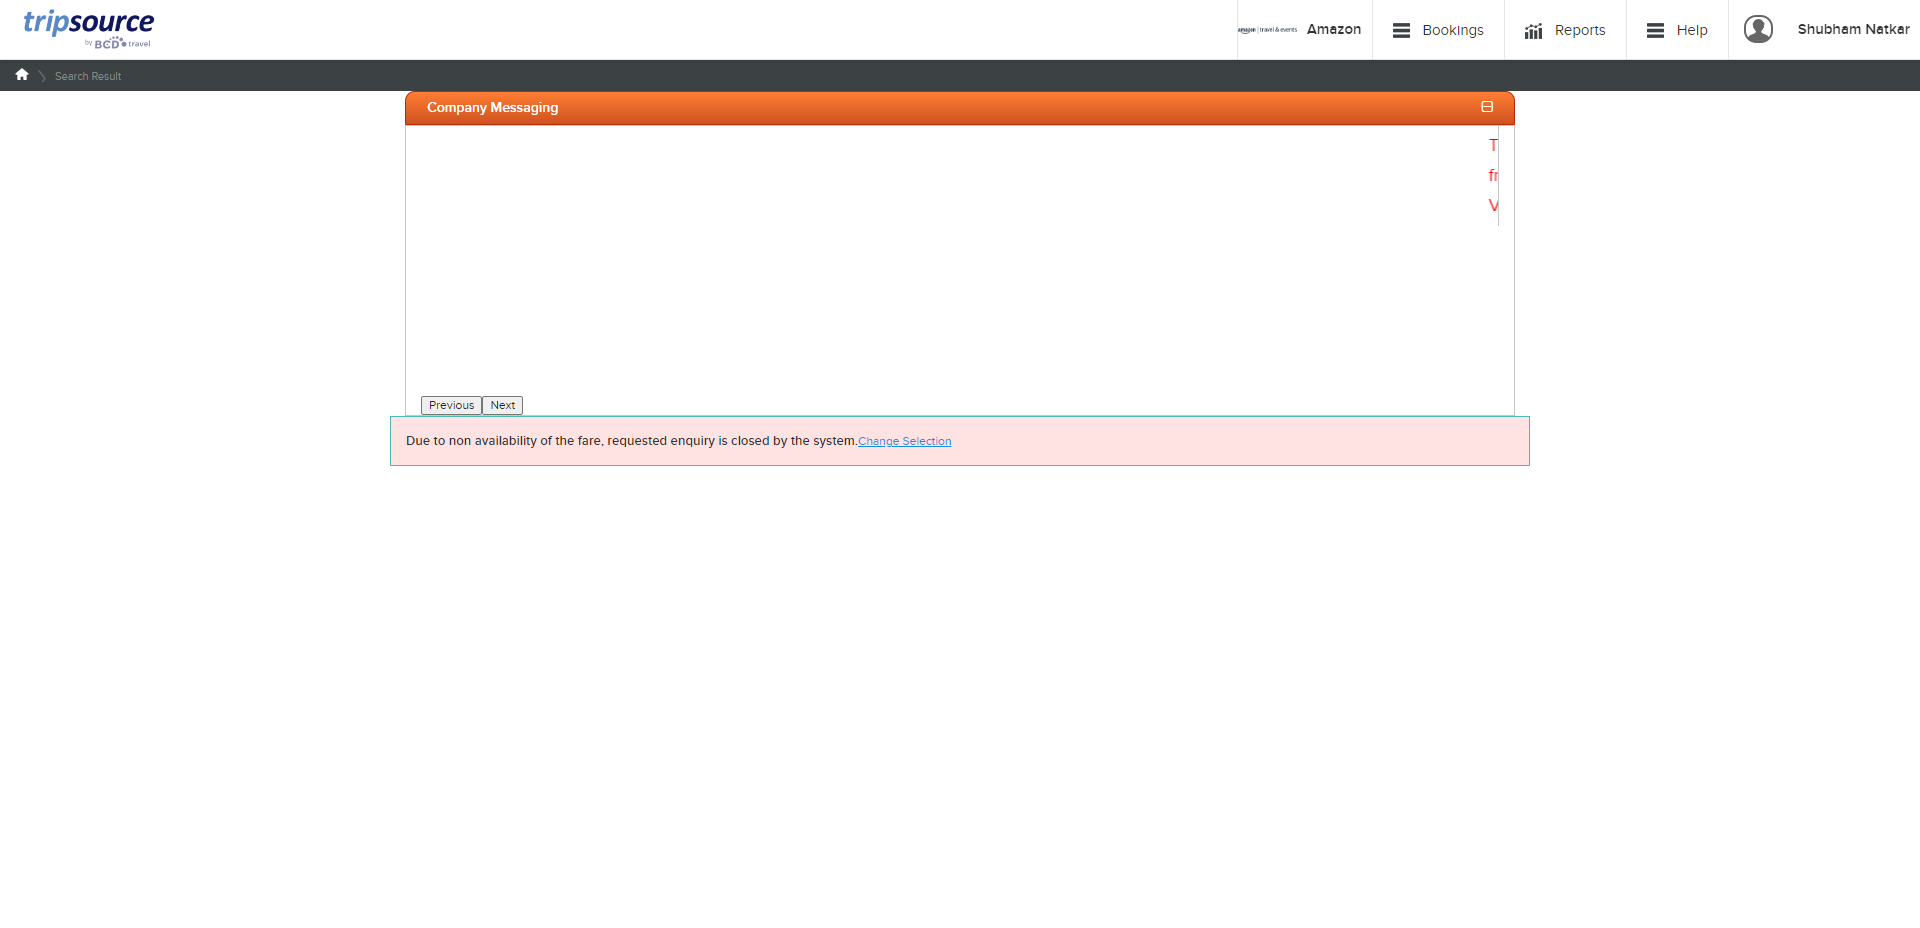 tripsource
by BCD travel
amazon | travel & events
Amazon
Bookings
Reports
Help
Shubham Natkar
Search Result
Company Messaging
T
fr
V
Previous
Next
Due to non availability of the fare, requested enquiry is closed by the system.Change Selection